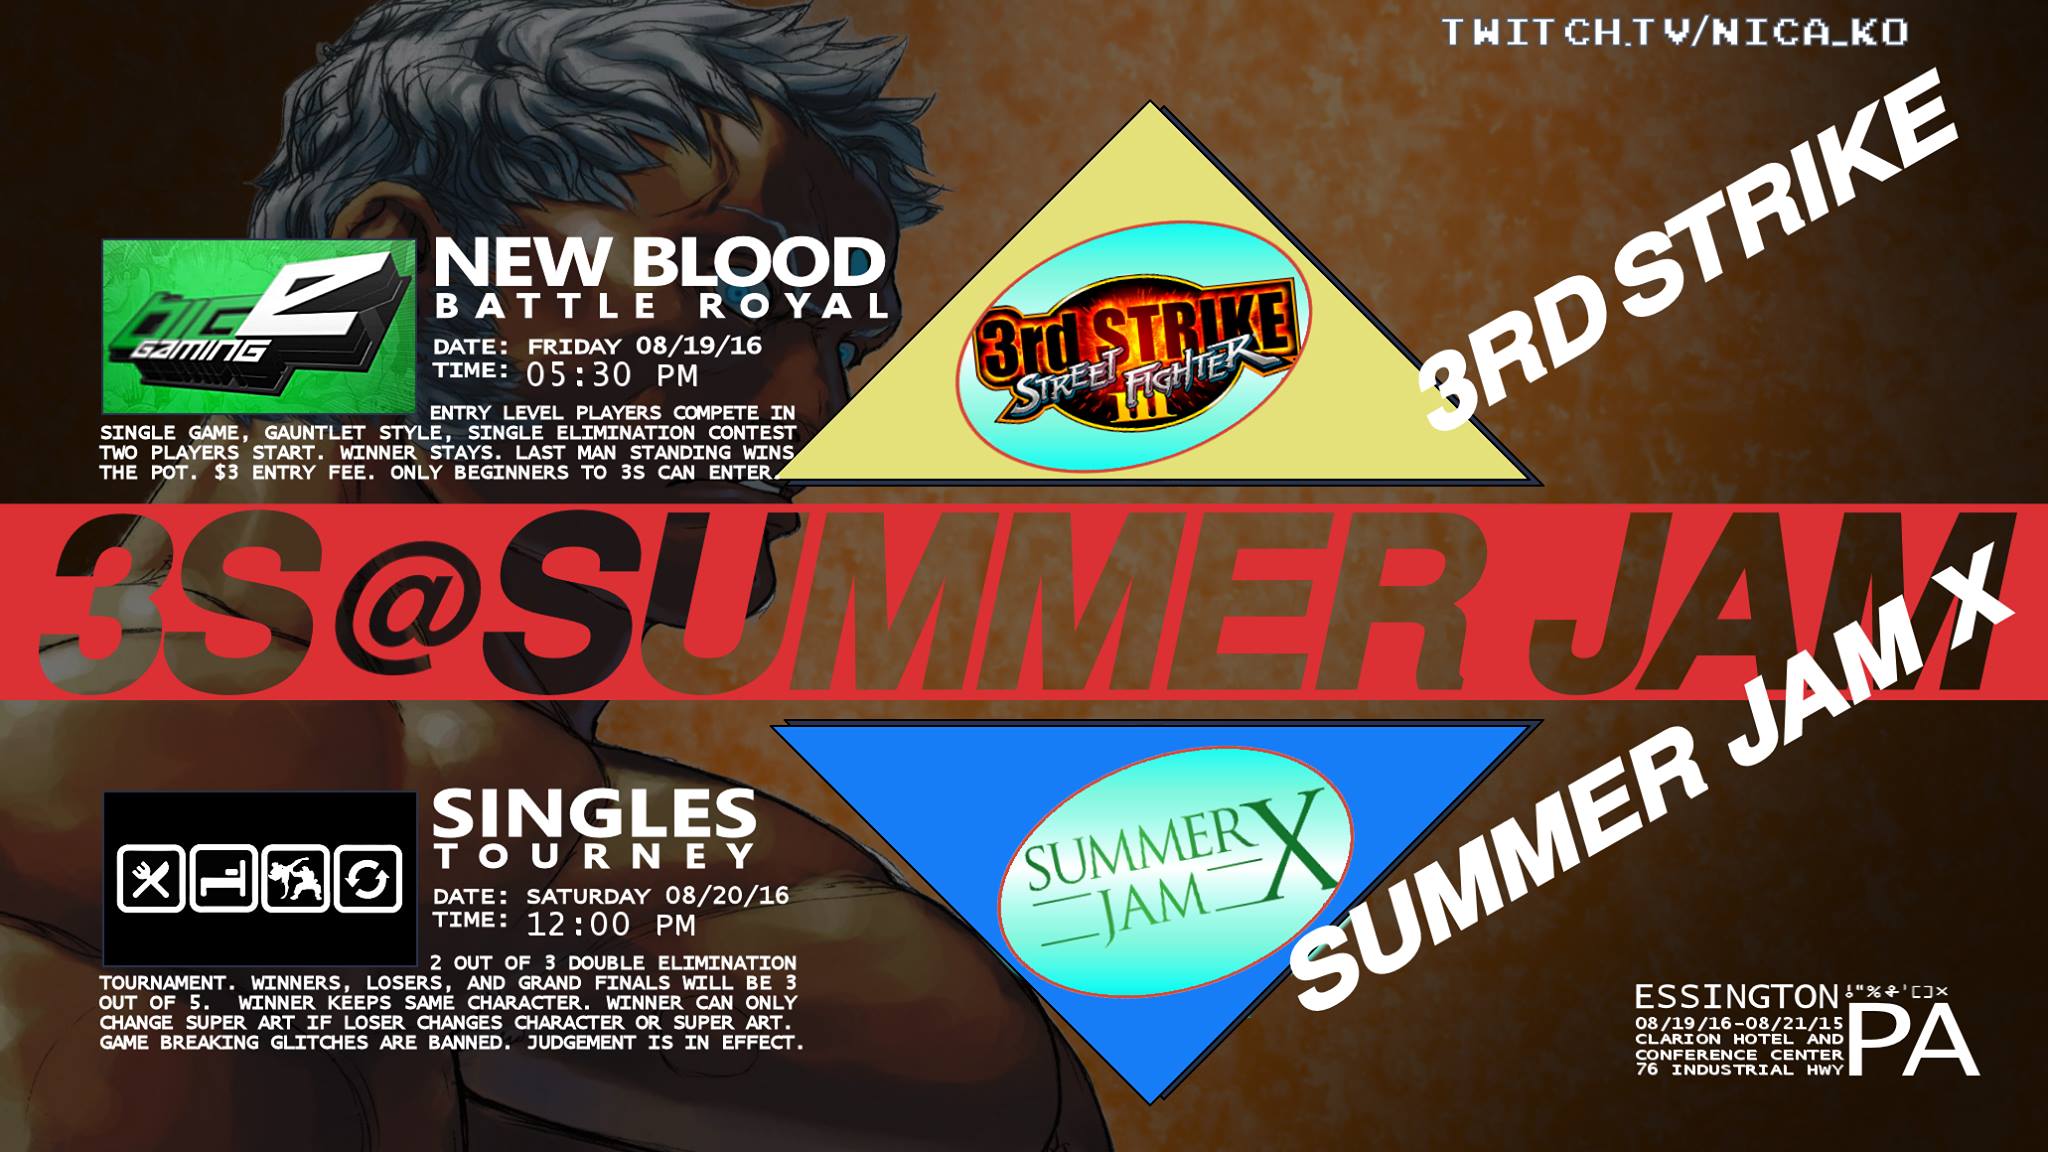 TWITCH.TV/NICA_KO
3RD STRIKE
BIG E
GAMING
NEW BLOOD
BATTLE ROYAL
DATE: FRIDAY 08/19/16
TIME: 05:30 PM
ENTRY LEVEL PLAYERS COMPETE IN
SINGLE GAME, GAUNTLET STYLE, SINGLE ELIMINATION CONTEST
TWO PLAYERS START. WINNER STAYS. LAST MAN STANDING WINS
THE POT. $3 ENTRY FEE. ONLY BEGINNERS TO 3S CAN ENTER.
3rd STRIKE
STREET FIGHTER
III
3S@SUMMER JAM
SUMMER JAM X
SINGLES
TOURNEY
DATE: SATURDAY 08/20/16
TIME: 12:00 PM
2 OUT OF 3 DOUBLE ELIMINATION
TOURNAMENT. WINNERS, LOSERS, AND GRAND FINALS WILL BE 3
OUT OF 5. WINNER KEEPS SAME CHARACTER. WINNER CAN ONLY
CHANGE SUPER ART IF LOSER CHANGES CHARACTER OR SUPER ART.
GAME BREAKING GLITCHES ARE BANNED. JUDGEMENT IS IN EFFECT.
SUMMER X
JAM
ESSINGTON
PA
08/19/16-08/21/15
CLARION HOTEL AND
CONFERENCE CENTER
76 INDUSTRIAL HWY